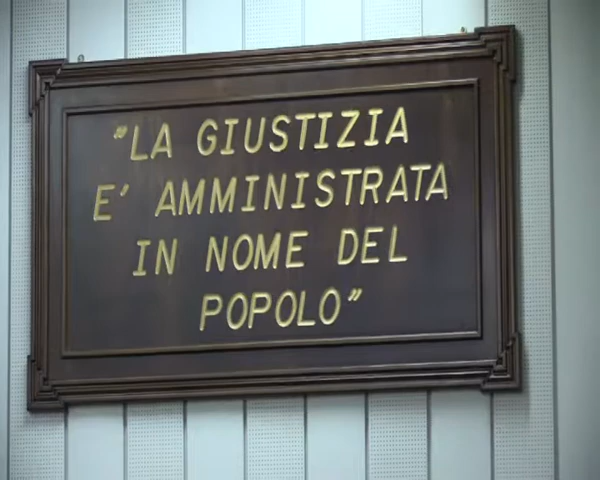 "LA GIUSTIZIA
E' AMMINISTRATA
IN NOME DEL
POPOLO"